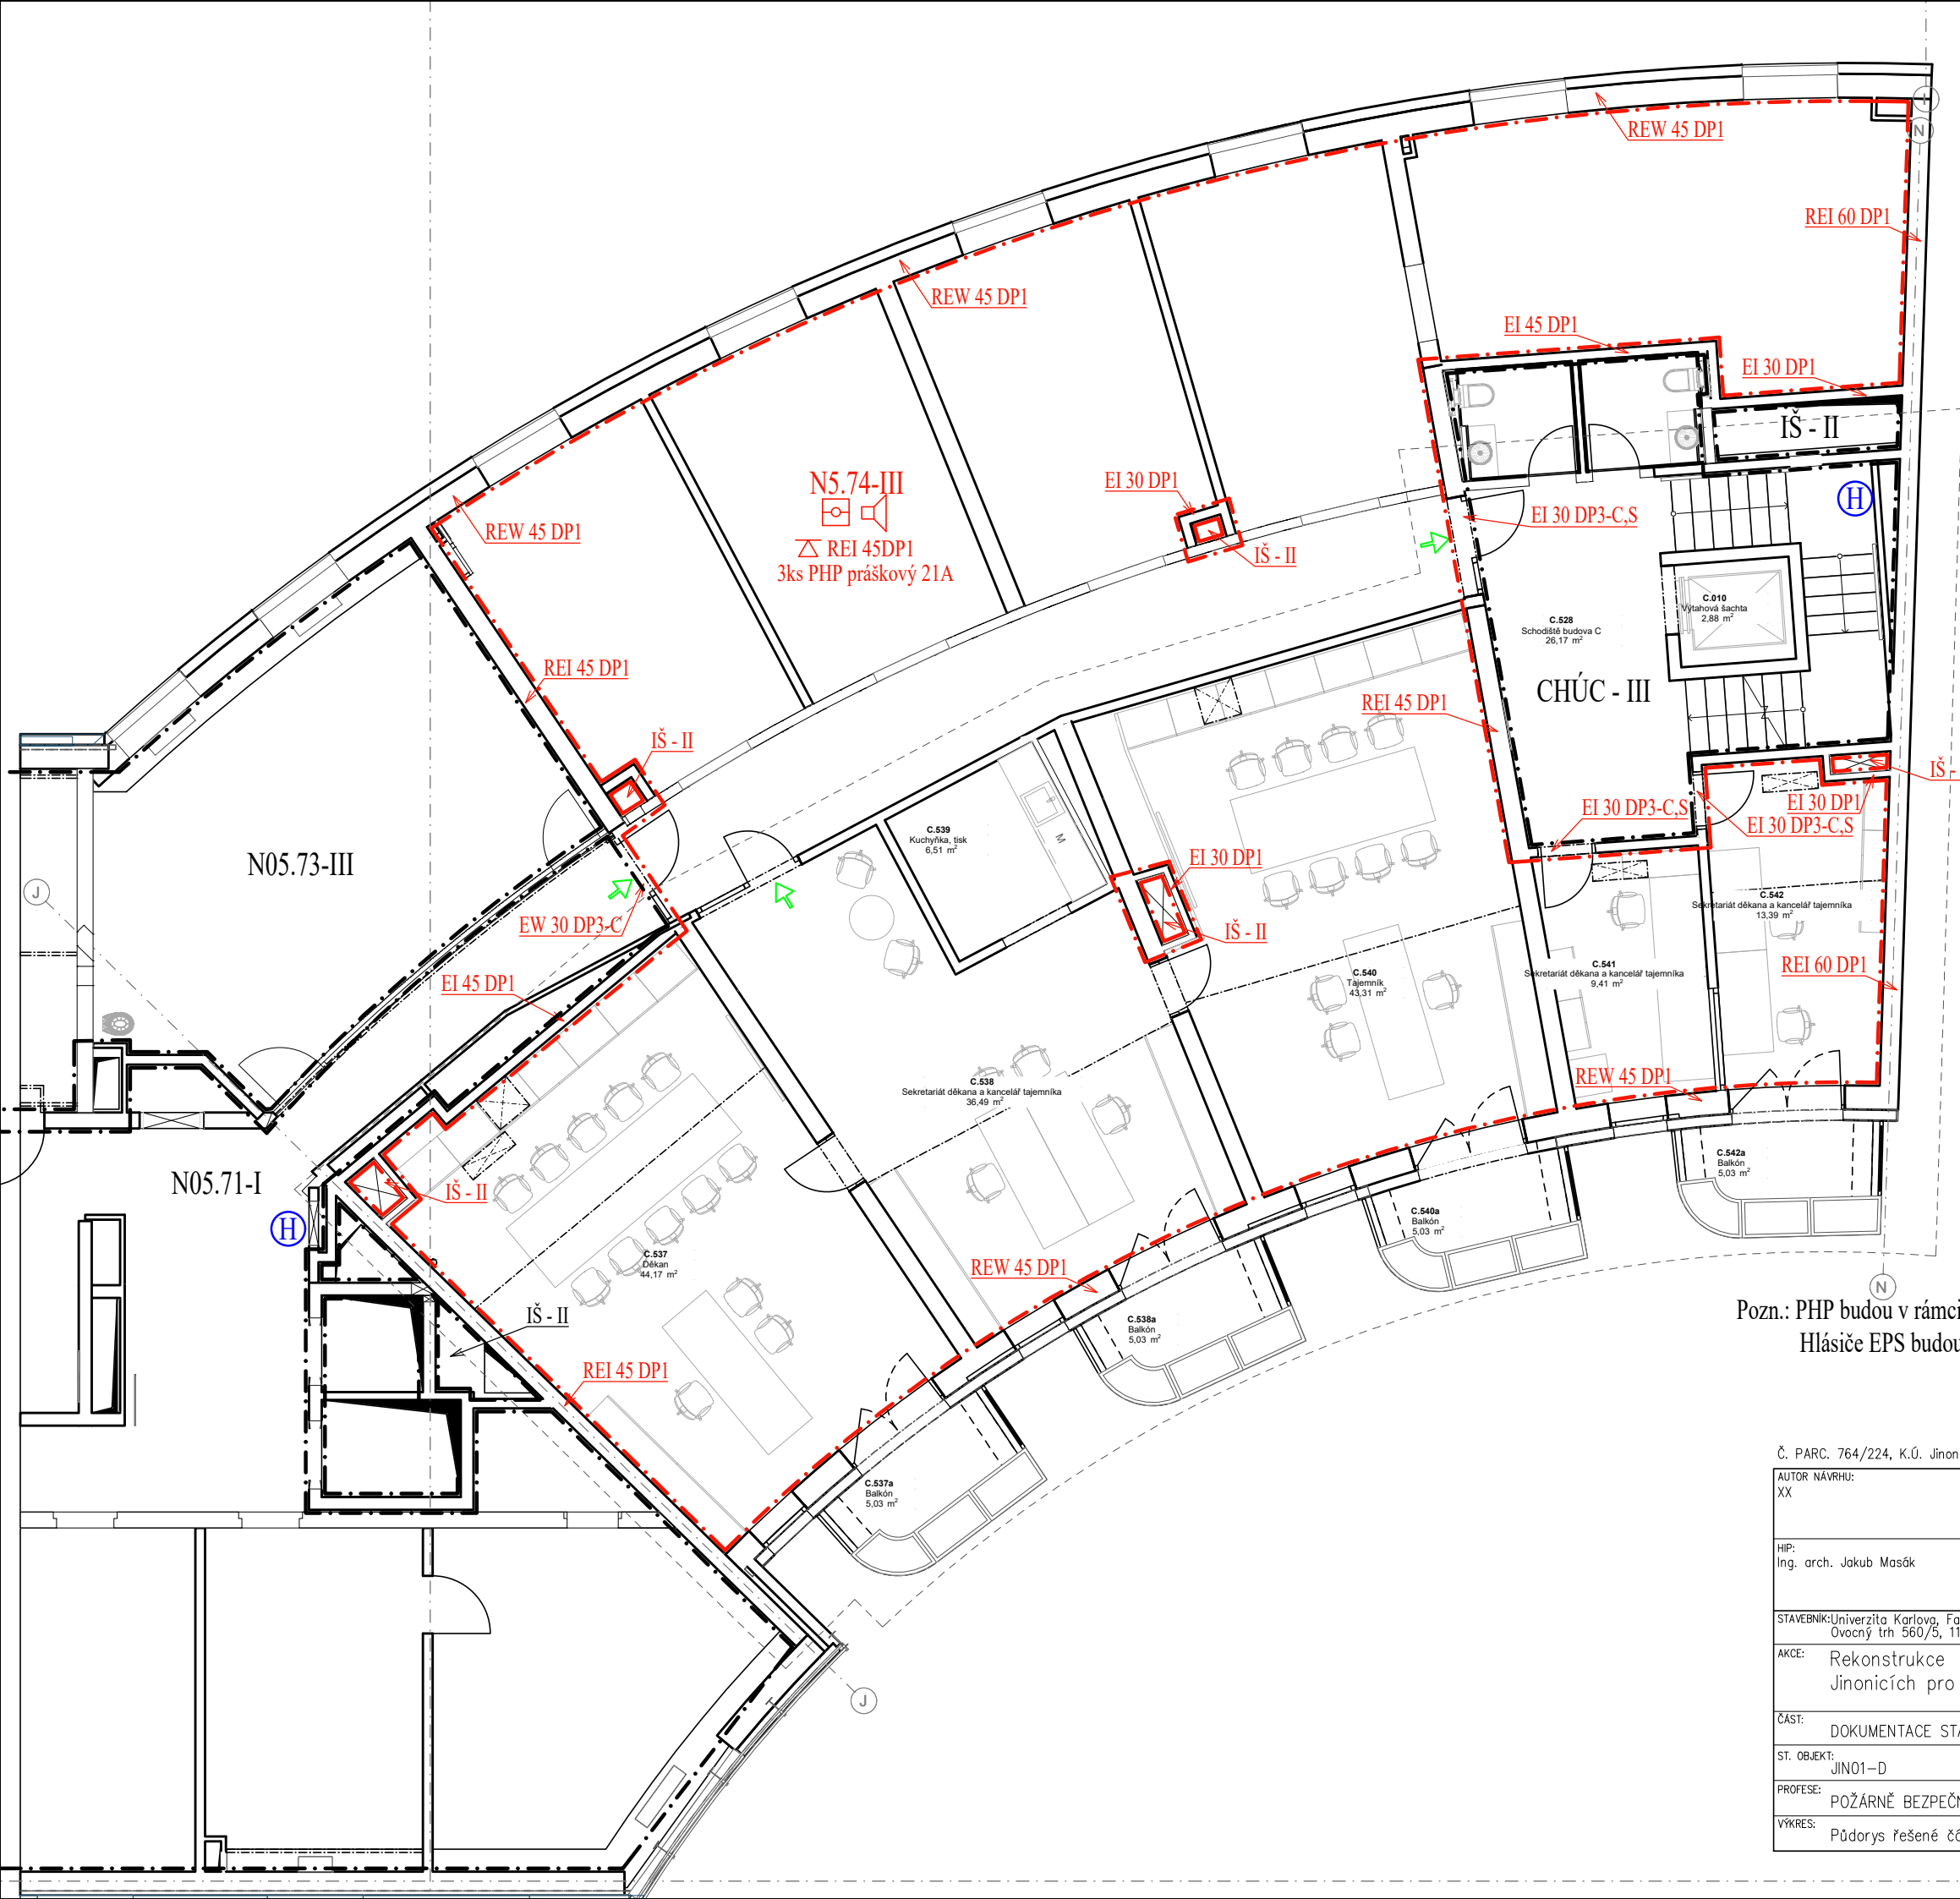 REW 45 DP1
N
REI 60 DP1
REW 45 DP1
EI 45 DP1
EI 30 DP1
IŠ - II
N5.74-III
REI 45DP1
3ks PHP práškový 21A
REW 45 DP1
EI 30 DP1
IŠ - II
EI 30 DP3-C,S
H
C.010
Výtahová šachta
2,88 m²
C.528
Schodiště budova C
26,17 m²
CHÚC - III
REI 45 DP1
REI 45 DP1
IŠ - II
IŠ -
EI 30 DP1
EI 30 DP3-C,S
EI 30 DP3-C,S
N05.73-III
J
C.539
Kuchyňka, tisk
6,51 m²
M
EI 30 DP1
IŠ - II
EW 30 DP3-C
EI 45 DP1
C.542
Sekretariát děkana a kancelář tajemníka
13,39 m²
C.541
Sekretariát děkana a kancelář tajemníka
9,41 m²
REI 60 DP1
C.540
Tajemník
43,31 m²
C.538
Sekretariát děkana a kancelář tajemníka
36,49 m²
REW 45 DP1
N05.71-I
IŠ - II
H
C.542a
Balkón
5,03 m²
C.540a
Balkón
5,03 m²
C.537
Děkan
44,17 m²
REW 45 DP1
N
IŠ - II
C.538a
Balkón
5,03 m²
REI 45 DP1
Pozn.: PHP budou v rámci
Hlásiče EPS budou
C.537a
Balkón
5,03 m²
J
Č. PARC. 764/224, K.Ú. Jinon
AUTOR NÁVRHU:
XX
HIP:
Ing. arch. Jakub Masák
STAVEBNÍK: Univerzita Karlova, Fa
Ovocný trh 560/5, 11
AKCE: Rekonstrukce
Jinonicích pro
ČÁST: DOKUMENTACE STA
ST. OBJEKT: JIN01-D
PROFESE: POŽÁRNĚ BEZPEČN
VÝKRES: Půdorys řešené čá